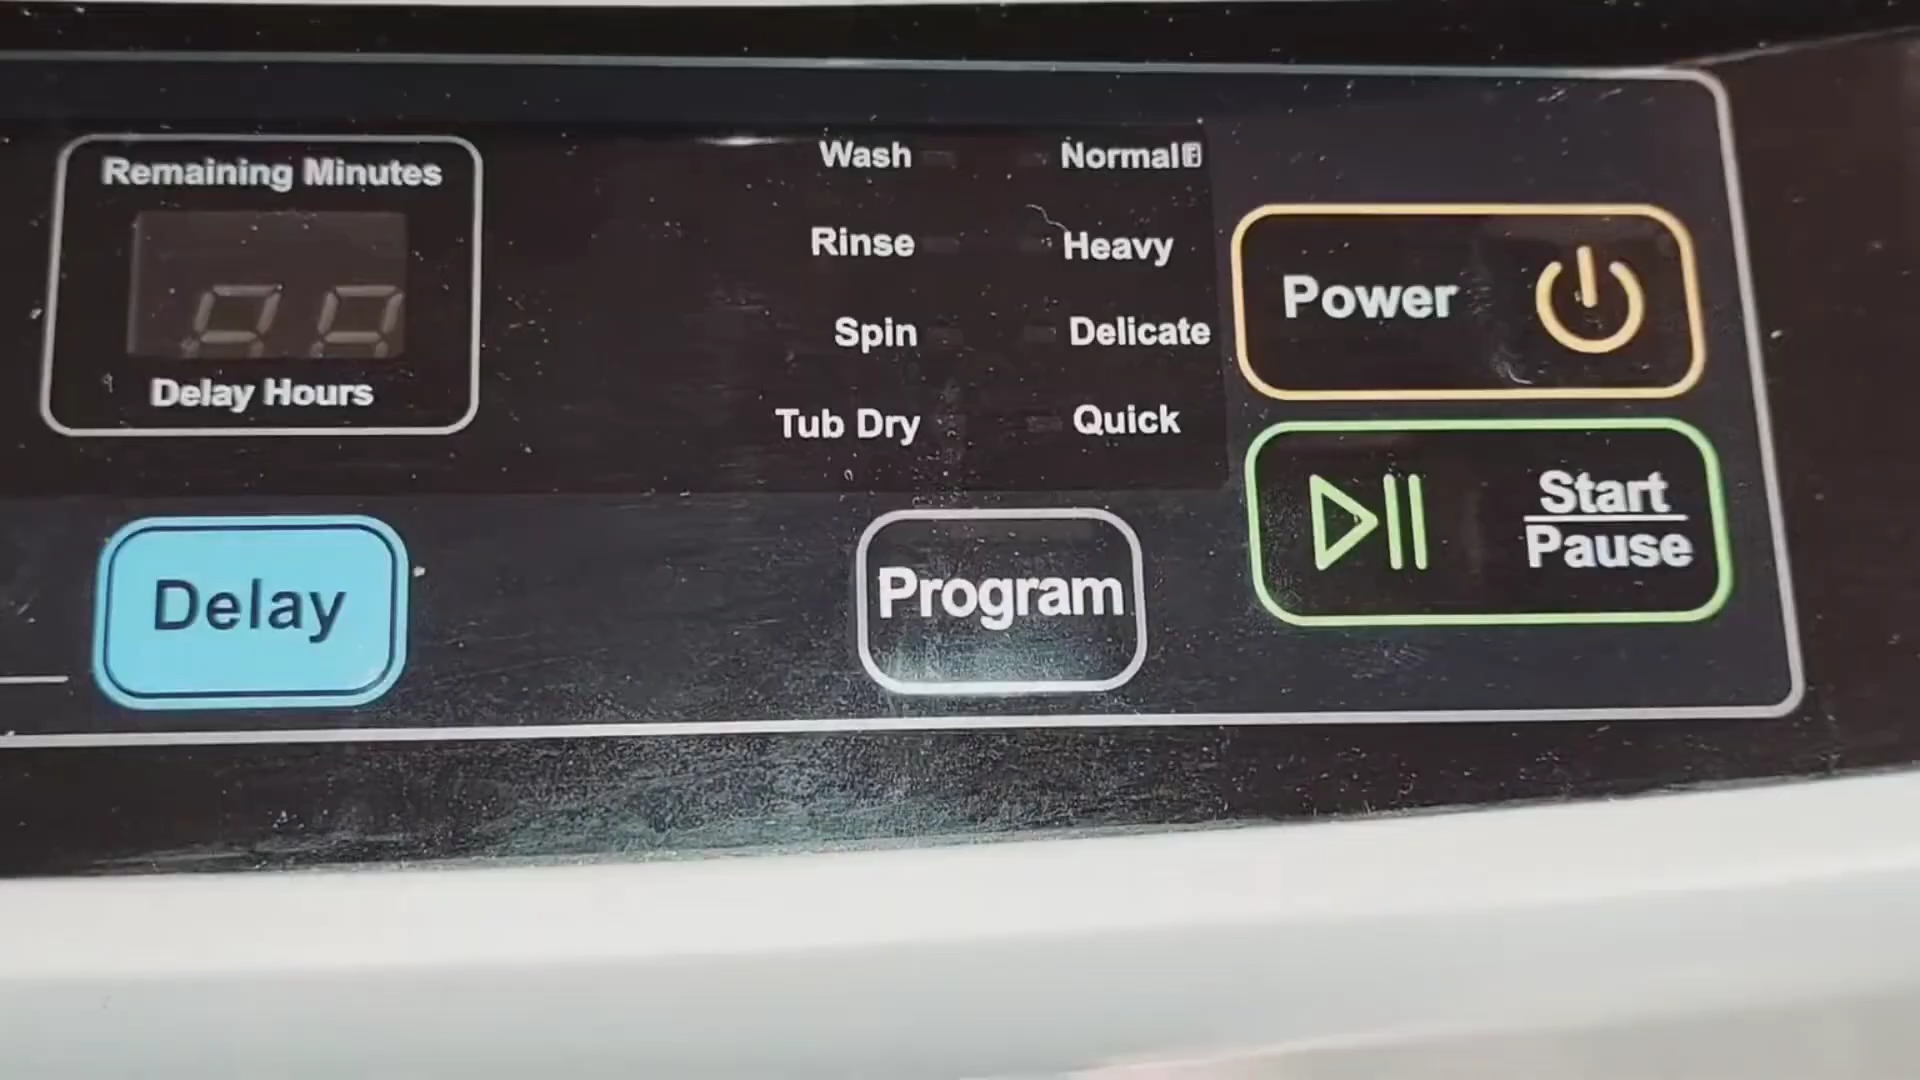 Remaining Minutes
Delay Hours
Delay
Wash
Rinse
Spin
Tub Dry
Normal E
Heavy
Delicate
Quick
Program
Power
Start
Pause